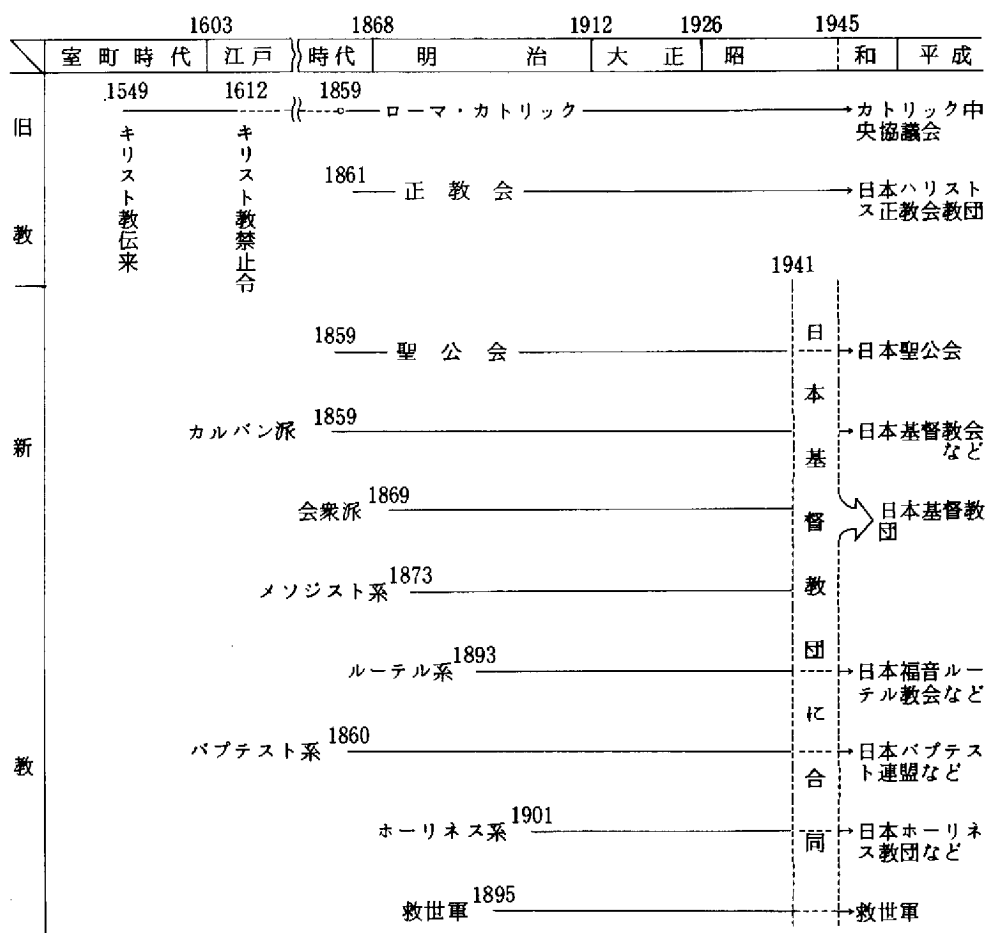 1603 1868 1912 1926 1945
室町時代 江戸 時代 明治 大正 昭 和 平成
旧教
1549 1612 1859
キリスト教伝来
キリスト教禁止令
ローマ・カトリック
カトリック中
央協議会
1861
正教会
日本ハリスト
ス正教会教団
新教
1941
日本基督教団に合同
1859
聖公会
日本聖公会
カルバン派 1859
日本基督教会
など
会衆派 1869
日本基督教
団
メソジスト系 1873
ルーテル系 1893
日本福音ルー
テル教会など
バプテスト系 1860
日本バプテス
ト連盟など
ホーリネス系 1901
日本ホーリネ
ス教団など
救世軍 1895
救世軍